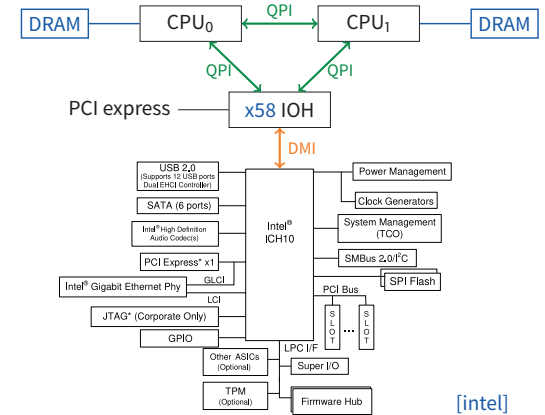 DRAM
CPU0
QPI
CPU1
DRAM
QPI
QPI
PCI express
x58 IOH
DMI
USB 2.0
(Supports 12 USB ports
Dual EHCI Controller)
SATA (6 ports)
Intel® High Definition
Audio Codec(s)
PCI Express* x1
GLCI
Intel® Gigabit Ethernet Phy
LCI
JTAG* (Corporate Only)
GPIO
Intel®
ICH10
Power Management
Clock Generators
System Management
(TCO)
SMBus 2.0/I²C
SPI Flash
PCI Bus
SLOT
...
SLOT
LPC I/F
Other ASICs
(Optional)
Super I/O
TPM
(Optional)
Firmware Hub
[intel]